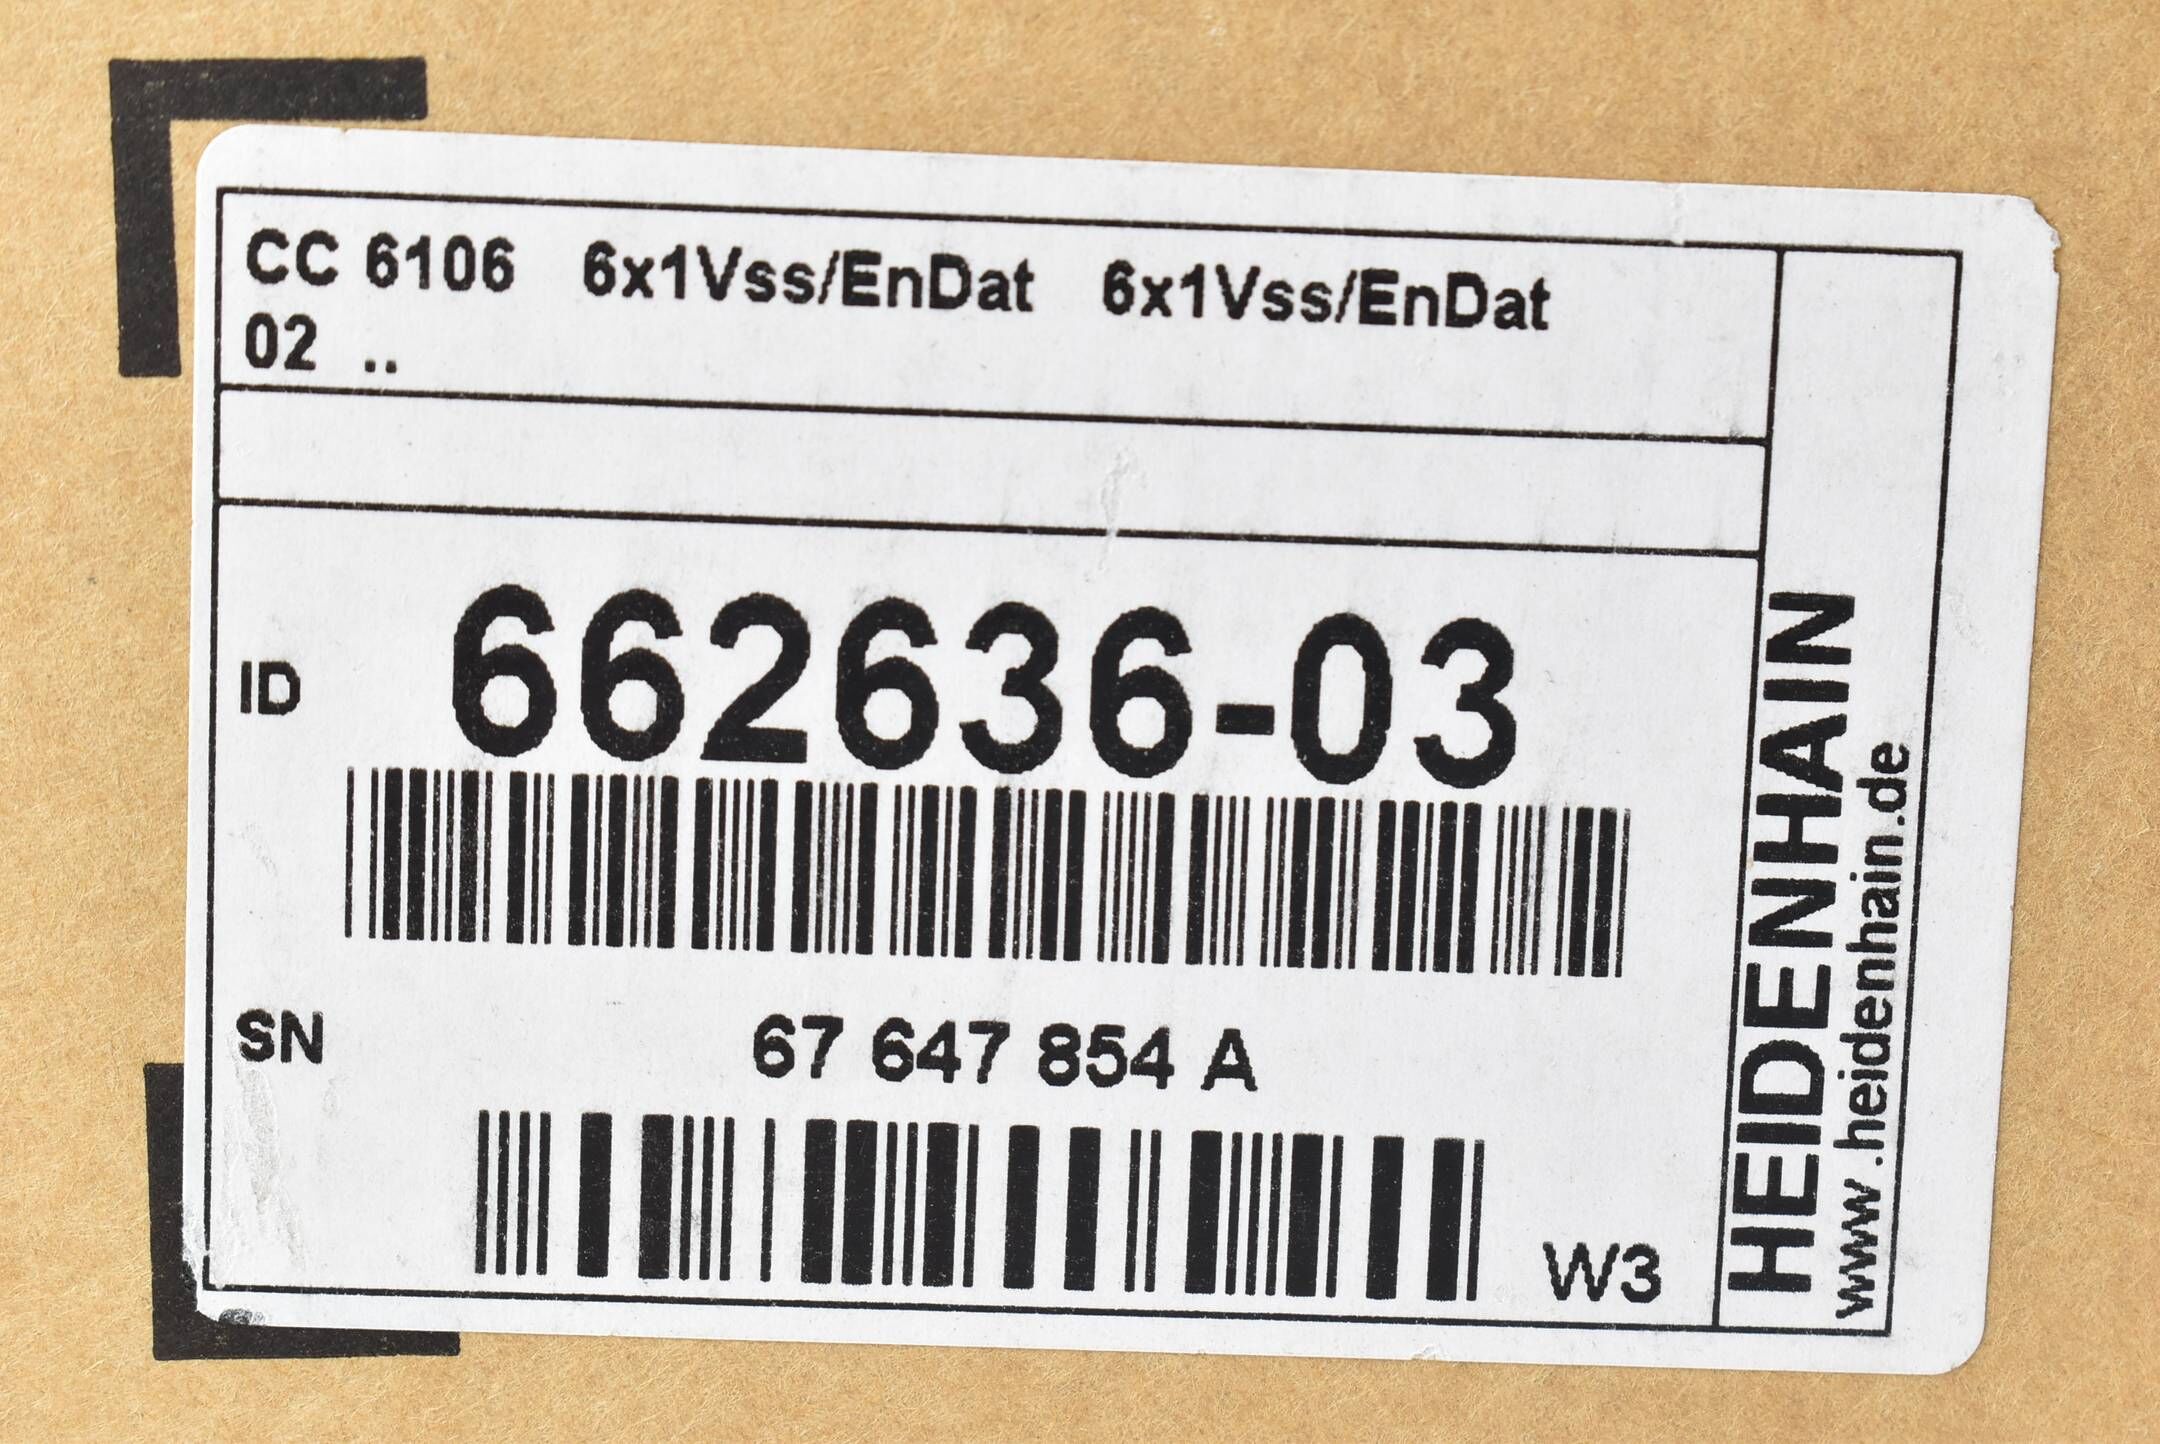 CC 6106 6x1Vss/EnDat 6x1Vss/EnDat
02 ..
ID 662636-03
SN 67 647 854 A
W3
HEIDENHAIN
www.heidenhain.de